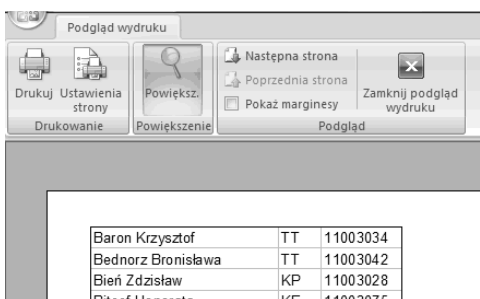 Podgląd wydruku
Drukuj
Ustawienia strony
Drukowanie
Powiększ.
Powiększenie
Następna strona
Poprzednia strona
Pokaż marginesy
Zamknij podgląd wydruku
Podgląd
Baron Krzysztof TT 11003034
Bednorz Bronisława TT 11003042
Bień Zdzisław KP 11003028